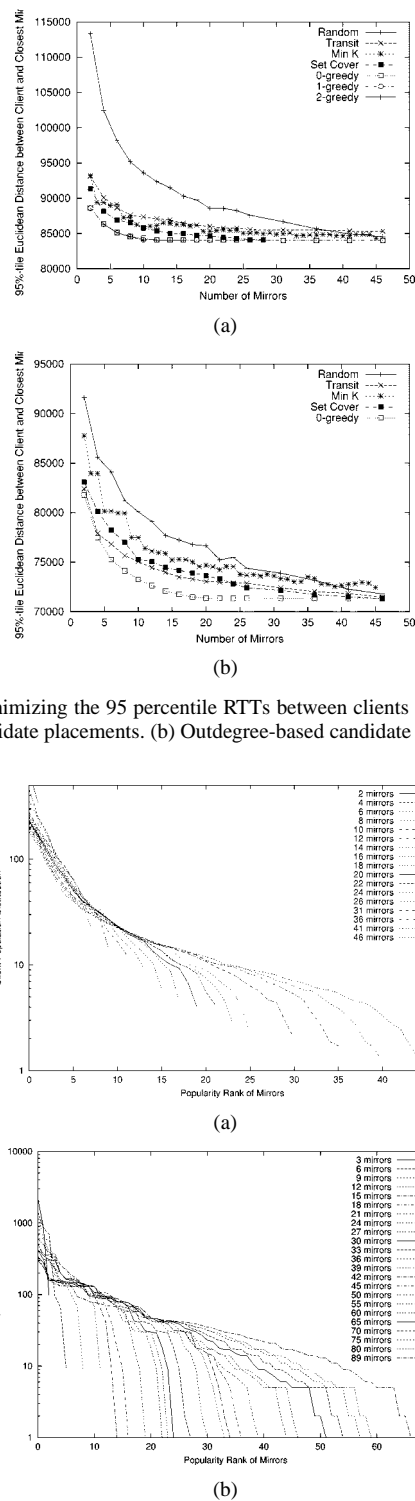 95%-tile Euclidean Distance between Client and Closest Mir
115000
110000
105000
100000
95000
90000
85000
80000
0 5 10 15 20 25 30 35 40 45 50
Number of Mirrors
Random
Transit
Min K
Set Cover
0-greedy
1-greedy
2-greedy
(a)
95%-tile Euclidean Distance between Client and Closest Mir
95000
90000
85000
80000
75000
70000
0 5 10 15 20 25 30 35 40 45 50
Number of Mirrors
Random
Transit
Min K
Set Cover
0-greedy
(b)
nimizing the 95 percentile RTTs between clients
idate placements. (b) Outdegree-based candidate
100
10
1
0 5 10 15 20 25 30 35 40
Popularity Rank of Mirrors
2 mirrors
4 mirrors
6 mirrors
8 mirrors
10 mirrors
12 mirrors
14 mirrors
16 mirrors
18 mirrors
20 mirrors
22 mirrors
24 mirrors
26 mirrors
31 mirrors
36 mirrors
41 mirrors
46 mirrors
(a)
10000
1000
100
10
1
0 10 20 30 40 50 60
Popularity Rank of Mirrors
3 mirrors
6 mirrors
9 mirrors
12 mirrors
15 mirrors
18 mirrors
21 mirrors
24 mirrors
27 mirrors
30 mirrors
33 mirrors
36 mirrors
39 mirrors
42 mirrors
45 mirrors
50 mirrors
55 mirrors
60 mirrors
65 mirrors
70 mirrors
75 mirrors
80 mirrors
89 mirrors
(b)